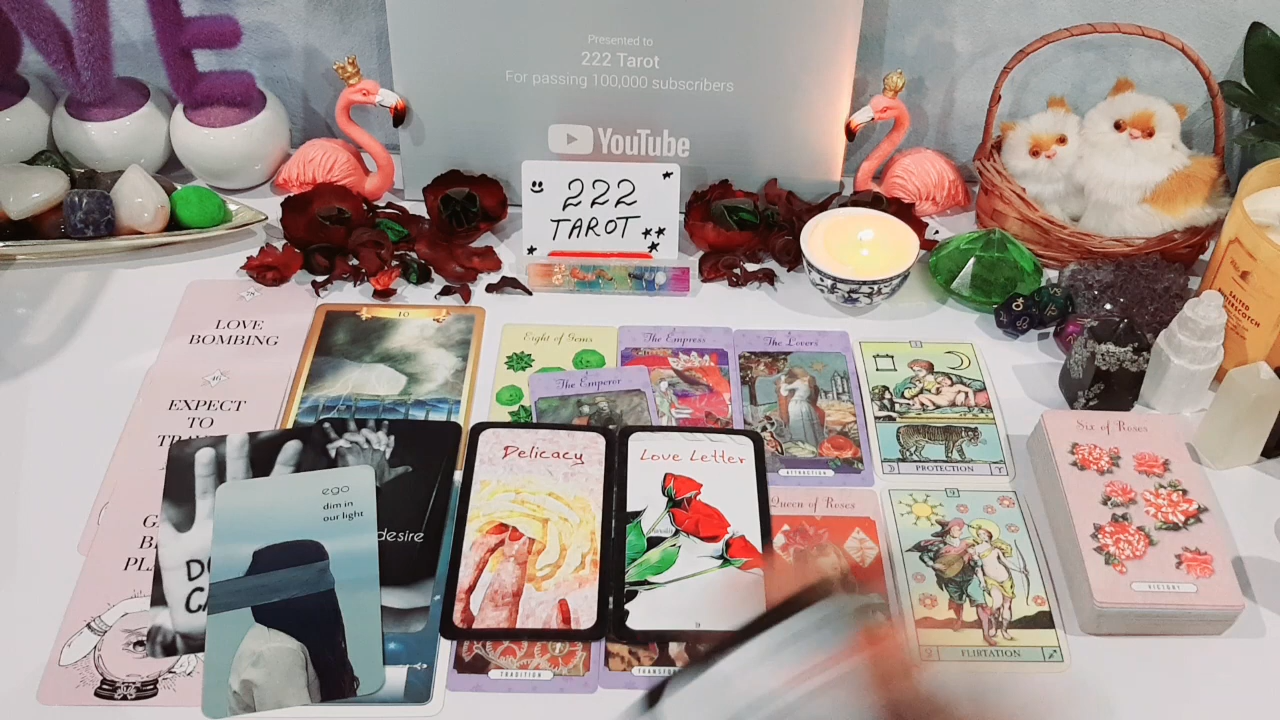 Presented to
222 Tarot
For passing 100,000 subscribers
YouTube
222
TAROT
LOVE
BOMBING
EXPECT
TO
10
Eight of Gems
The Empress
The Lovers
The Emperor
ATTRACTION
PROTECTION
Six of Roses
VICTORY
ego
dim in
our light
desire
Delicacy
Love Letter
Queen of Roses
FLIRTATION
TRADITION
SALTED